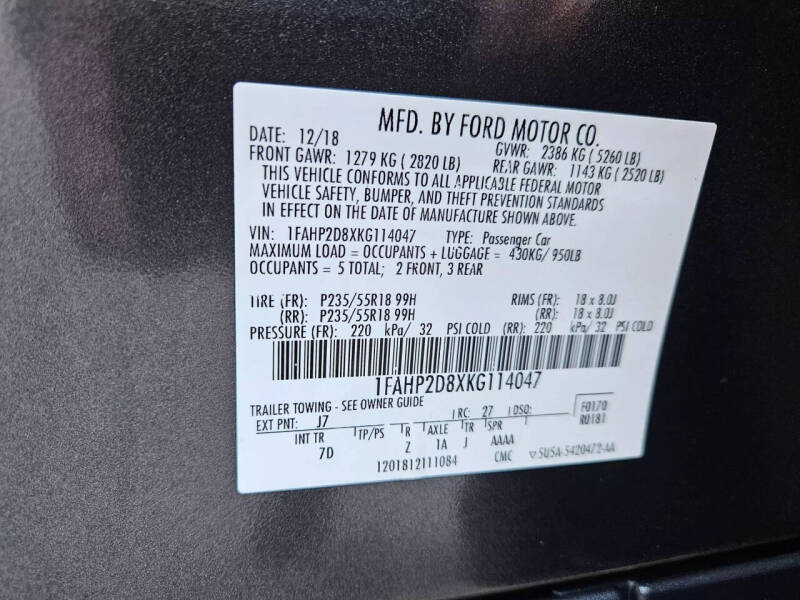 MFD. BY FORD MOTOR CO.
DATE: 12/18 GVWR: 2386 KG ( 5260 LB)
FRONT GAWR: 1279 KG ( 2820 LB) REAR GAWR: 1143 KG ( 2520 LB)
THIS VEHICLE CONFORMS TO ALL APPLICABLE FEDERAL MOTOR
VEHICLE SAFETY, BUMPER, AND THEFT PREVENTION STANDARDS
IN EFFECT ON THE DATE OF MANUFACTURE SHOWN ABOVE.
VIN: 1FAHP2D8XKG114047 TYPE: Passenger Car
MAXIMUM LOAD = OCCUPANTS + LUGGAGE = 430KG/ 950LB
OCCUPANTS = 5 TOTAL; 2 FRONT, 3 REAR
TIRE (FR): P235/55R18 99H RIMS (FR): 18 x 8.0J
(RR): P235/55R18 99H (RR): 18 x 8.0J
PRESSURE (FR): 220 kPa/ 32 PSI COLD (RR): 220 kPa/ 32 PSI COLD
1FAHP2D8XKG114047
TRAILER TOWING - SEE OWNER GUIDE
F0170
EXT PNT: J7 RC: 27 DSO: R0181
INT TR TP/PS R AXLE TR SPR
7D Z 1A J AAAA
1201812111084 CMC ▽ 5USA-5420472-AA